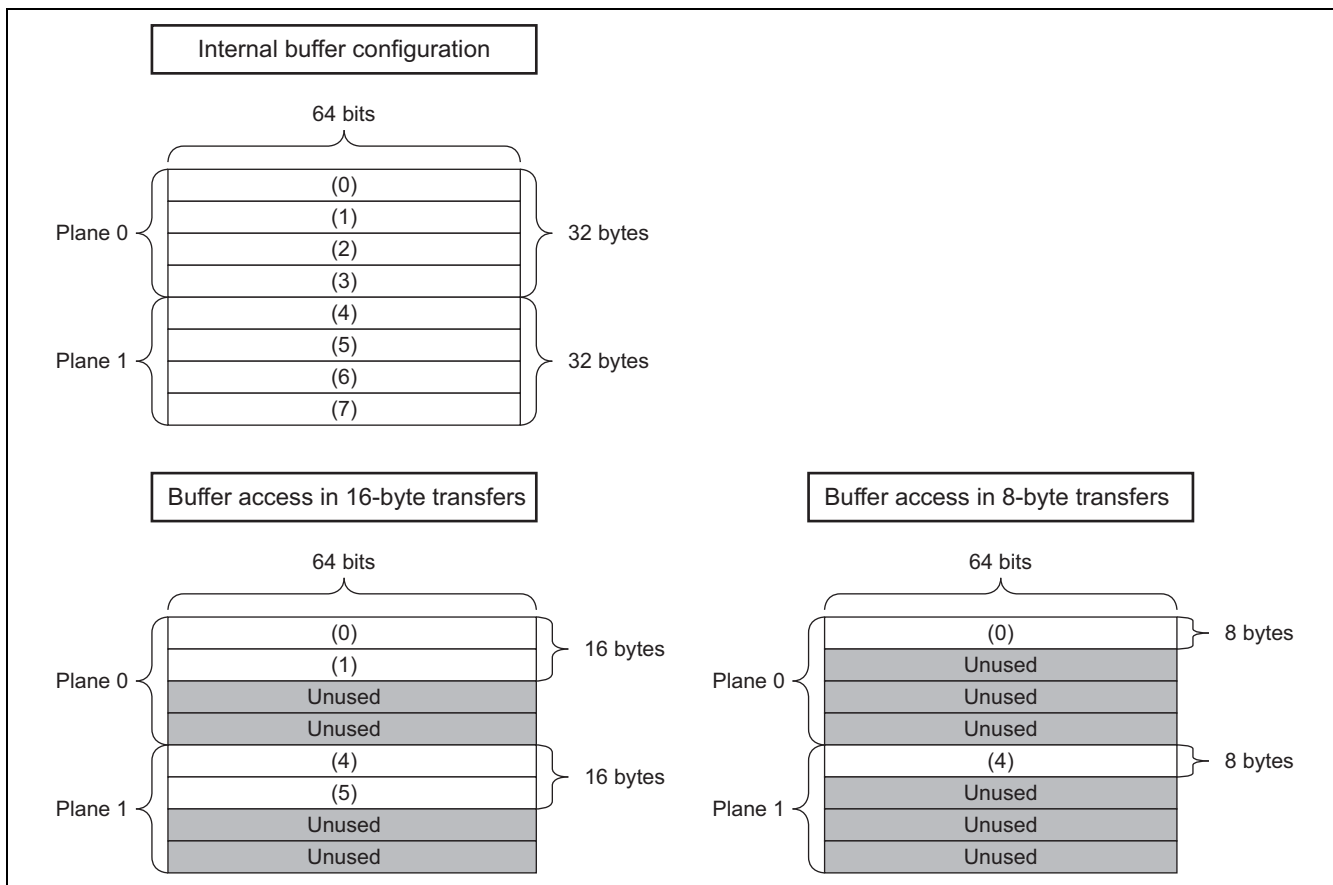 Internal buffer configuration
64 bits
(0)
(1)
Plane 0
32 bytes
(2)
(3)
(4)
(5)
Plane 1
32 bytes
(6)
(7)
Buffer access in 16-byte transfers
64 bits
(0)
16 bytes
(1)
Plane 0
Unused
Unused
(4)
16 bytes
(5)
Plane 1
Unused
Unused
Buffer access in 8-byte transfers
64 bits
(0)
8 bytes
Unused
Plane 0
Unused
Unused
(4)
8 bytes
Unused
Plane 1
Unused
Unused